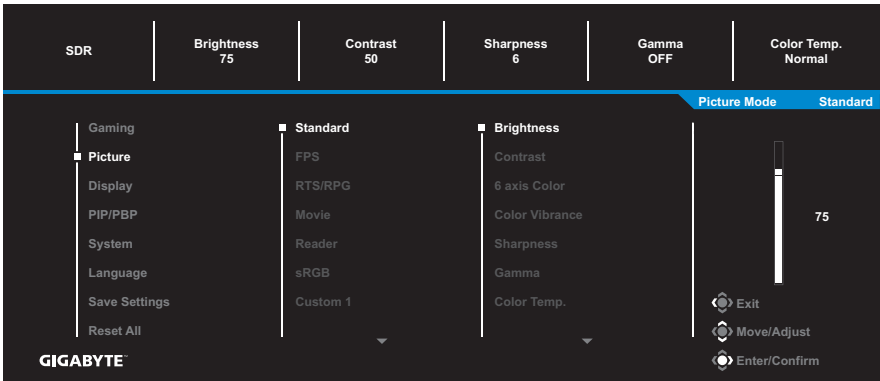 SDR
Brightness
75
Contrast
50
Sharpness
6
Gamma
OFF
Color Temp.
Normal
Picture Mode Standard
Gaming
Picture
Display
PIP/PBP
System
Language
Save Settings
Reset All
Standard
FPS
RTS/RPG
Movie
Reader
sRGB
Custom 1
Brightness
Contrast
6 axis Color
Color Vibrance
Sharpness
Gamma
Color Temp.
75
Exit
Move/Adjust
Enter/Confirm
GIGABYTE™